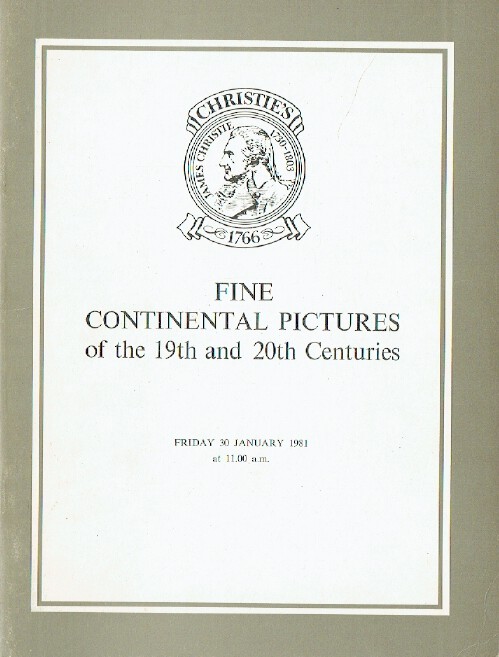 CHRISTIE'S
JAMES CHRISTIE 1730-1803
1766
FINE
CONTINENTAL PICTURES
of the 19th and 20th Centuries
FRIDAY 30 JANUARY 1981
at 11.00 a.m.